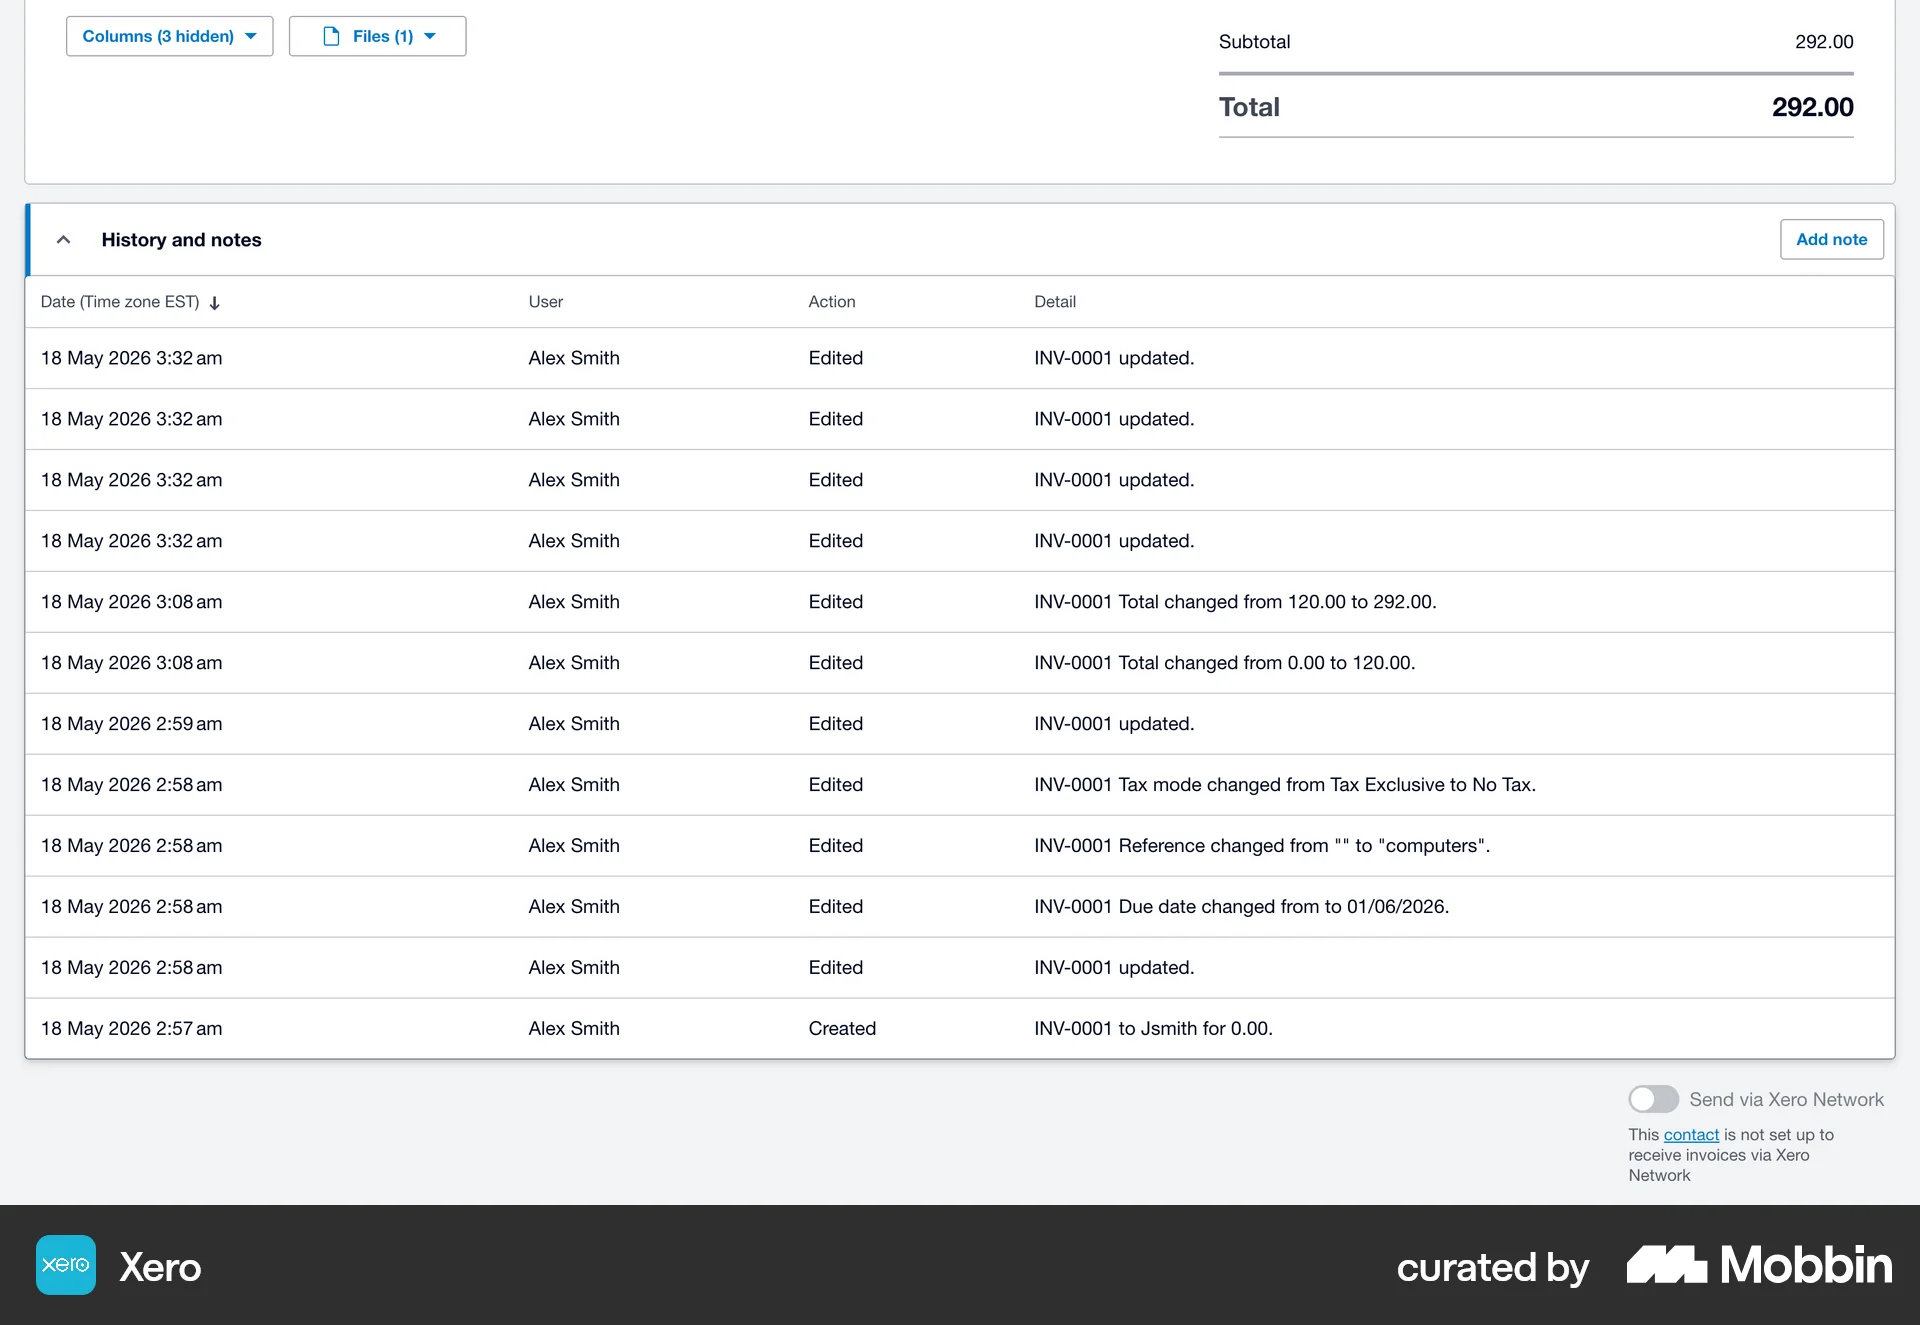 Columns (3 hidden)
Files (1)
Subtotal 292.00
Total 292.00
History and notes
Add note
Date (Time zone EST) User Action Detail
18 May 2026 3:32 am Alex Smith Edited INV-0001 updated.
18 May 2026 3:32 am Alex Smith Edited INV-0001 updated.
18 May 2026 3:32 am Alex Smith Edited INV-0001 updated.
18 May 2026 3:32 am Alex Smith Edited INV-0001 updated.
18 May 2026 3:08 am Alex Smith Edited INV-0001 Total changed from 120.00 to 292.00.
18 May 2026 3:08 am Alex Smith Edited INV-0001 Total changed from 0.00 to 120.00.
18 May 2026 2:59 am Alex Smith Edited INV-0001 updated.
18 May 2026 2:58 am Alex Smith Edited INV-0001 Tax mode changed from Tax Exclusive to No Tax.
18 May 2026 2:58 am Alex Smith Edited INV-0001 Reference changed from "" to "computers".
18 May 2026 2:58 am Alex Smith Edited INV-0001 Due date changed from to 01/06/2026.
18 May 2026 2:58 am Alex Smith Edited INV-0001 updated.
18 May 2026 2:57 am Alex Smith Created INV-0001 to Jsmith for 0.00.
Send via Xero Network
This contact is not set up to
receive invoices via Xero
Network
xero
Xero
curated by Mobbin